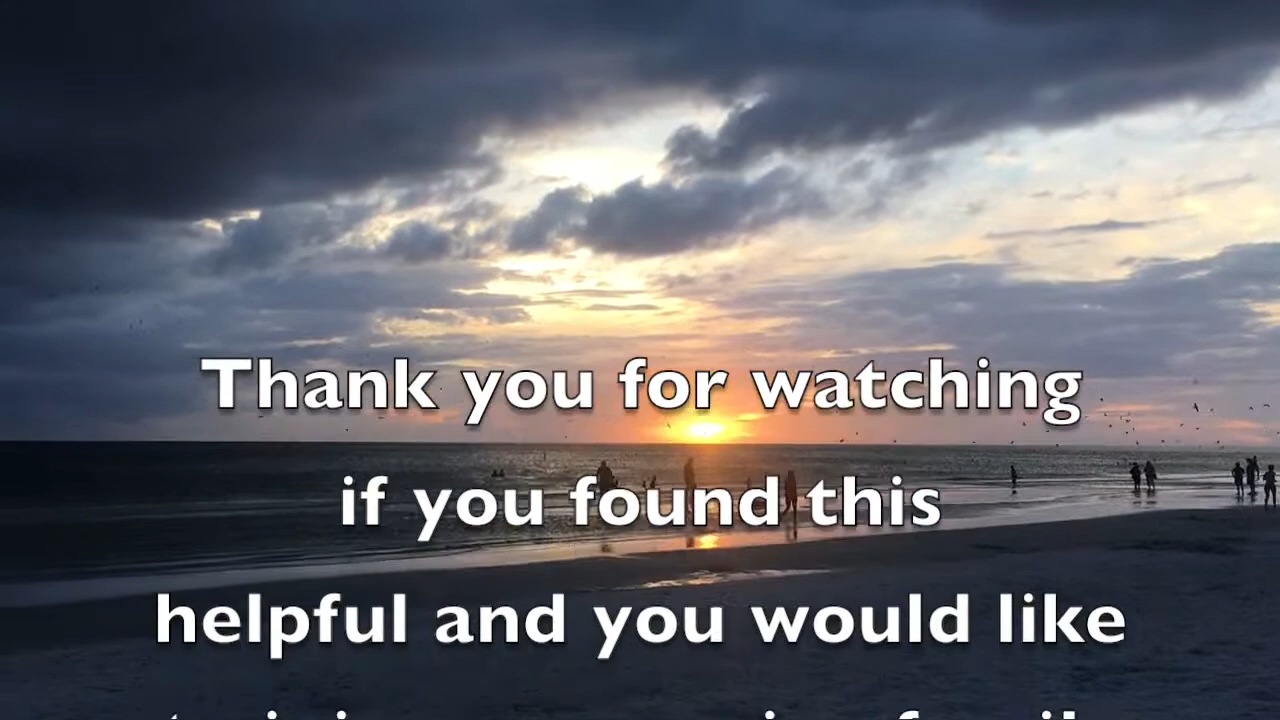 Thank you for watching
if you found this
helpful and you would like